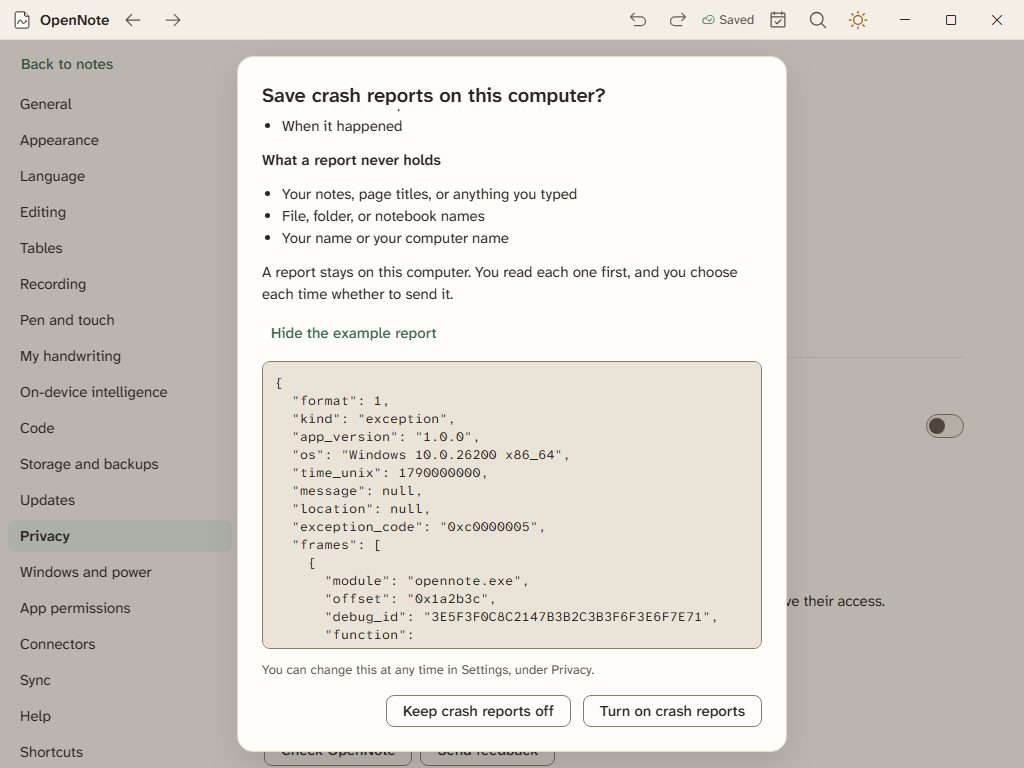 OpenNote
Saved
Back to notes
General
Appearance
Language
Editing
Tables
Recording
Pen and touch
My handwriting
On-device intelligence
Code
Storage and backups
Updates
Privacy
Windows and power
App permissions
Connectors
Sync
Help
Shortcuts
Save crash reports on this computer?
• When it happened
What a report never holds
• Your notes, page titles, or anything you typed
• File, folder, or notebook names
• Your name or your computer name
A report stays on this computer. You read each one first, and you choose
each time whether to send it.
Hide the example report
{
"format": 1,
"kind": "exception",
"app_version": "1.0.0",
"os": "Windows 10.0.26200 x86_64",
"time_unix": 1790000000,
"message": null,
"location": null,
"exception_code": "0xc0000005",
"frames": [
{
"module": "opennote.exe",
"offset": "0x1a2b3c",
"debug_id": "3E5F3F0C8C2147B3B2C3B3F6F3E6F7E71",
"function":
You can change this at any time in Settings, under Privacy.
Keep crash reports off
Turn on crash reports
their access.
Check OpenNote
Send feedback